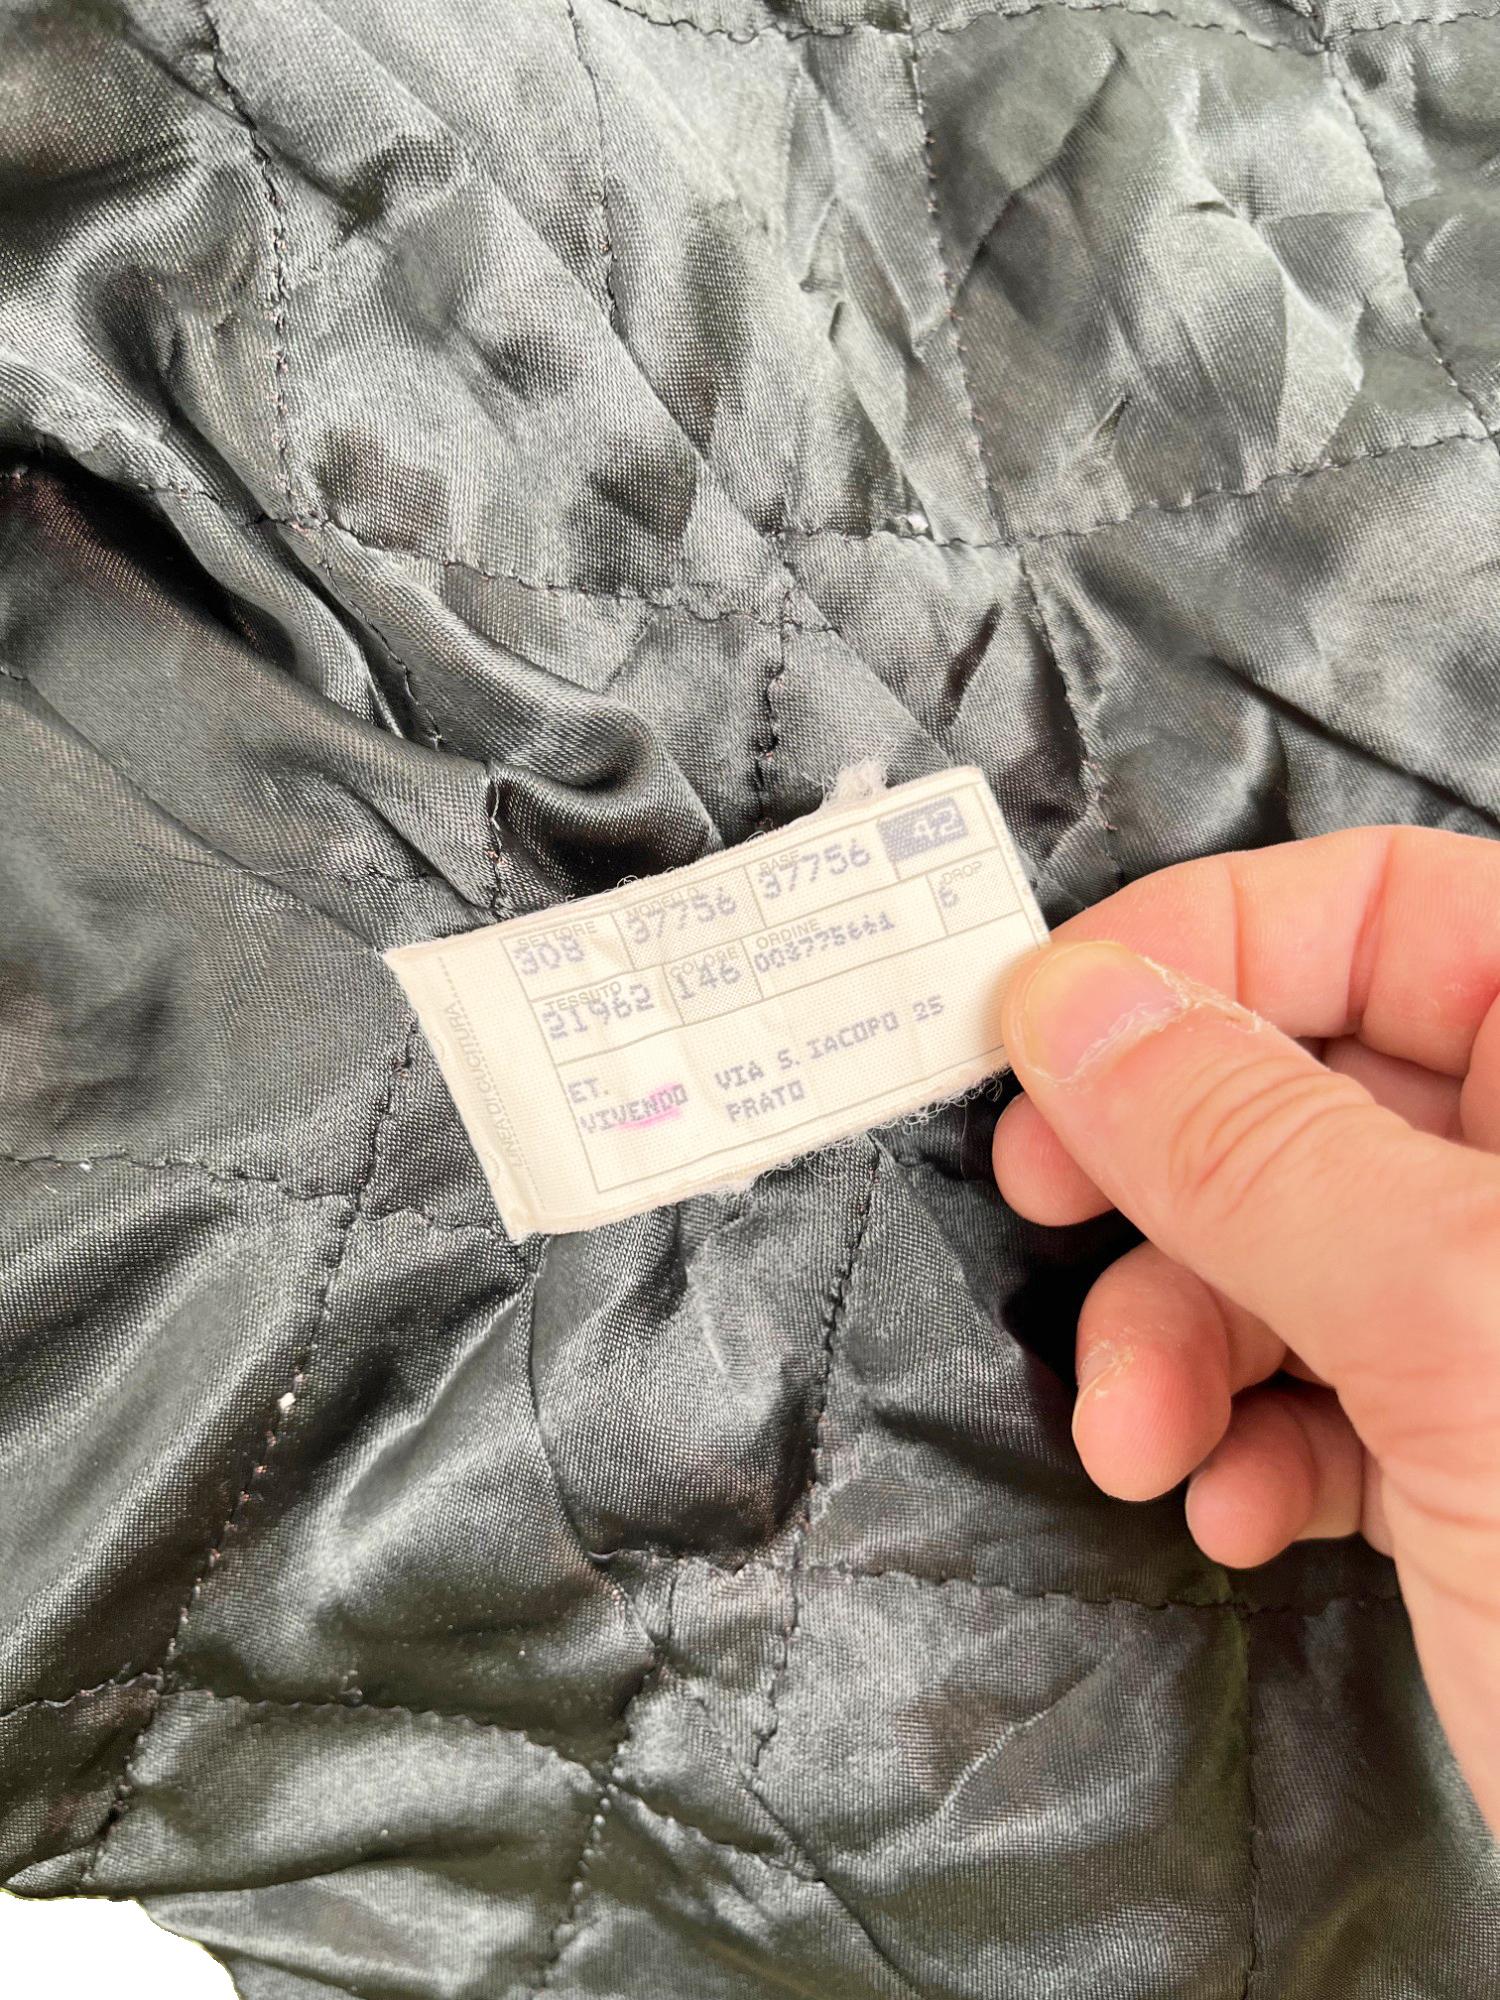 SETTORE MODELLO BASE 42
308 37756 37756
TESSUTO COLORE ORDINE DROP
21962 146 003775661 6
ET. VIA S. IACOPO 25
VIVENDO PRATO
LINEA DI CUCITURA